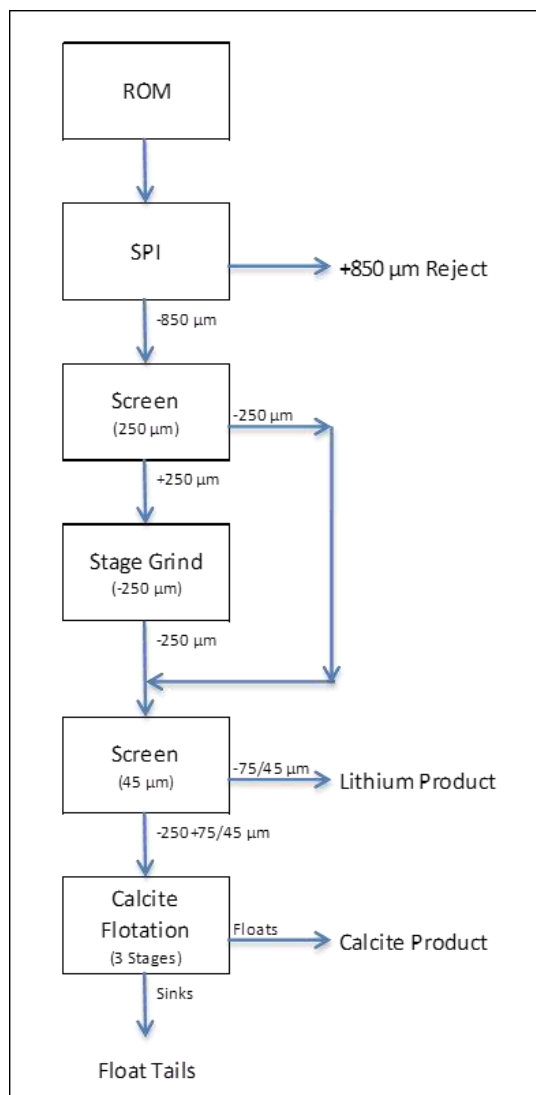 ROM
SPI
+850 µm Reject
-850 µm
Screen
(250 µm)
-250 µm
+250 µm
Stage Grind
(-250 µm)
-250 µm
Screen
(45 µm)
-75/45 µm
Lithium Product
-250+75/45 µm
Calcite
Flotation
(3 Stages)
Floats
Calcite Product
Sinks
Float Tails